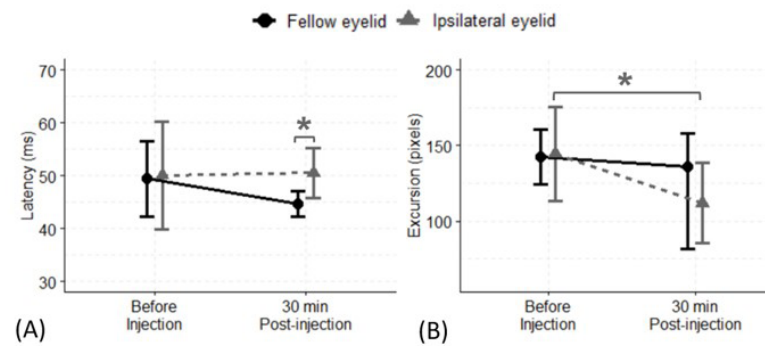 Fellow eyelid Ipsilateral eyelid
70
60
50
40
30
Latency (ms)
*
Before
Injection
30 min
Post-injection
(A)
200
150
100
Excursion (pixels)
*
Before
Injection
30 min
Post-injection
(B)